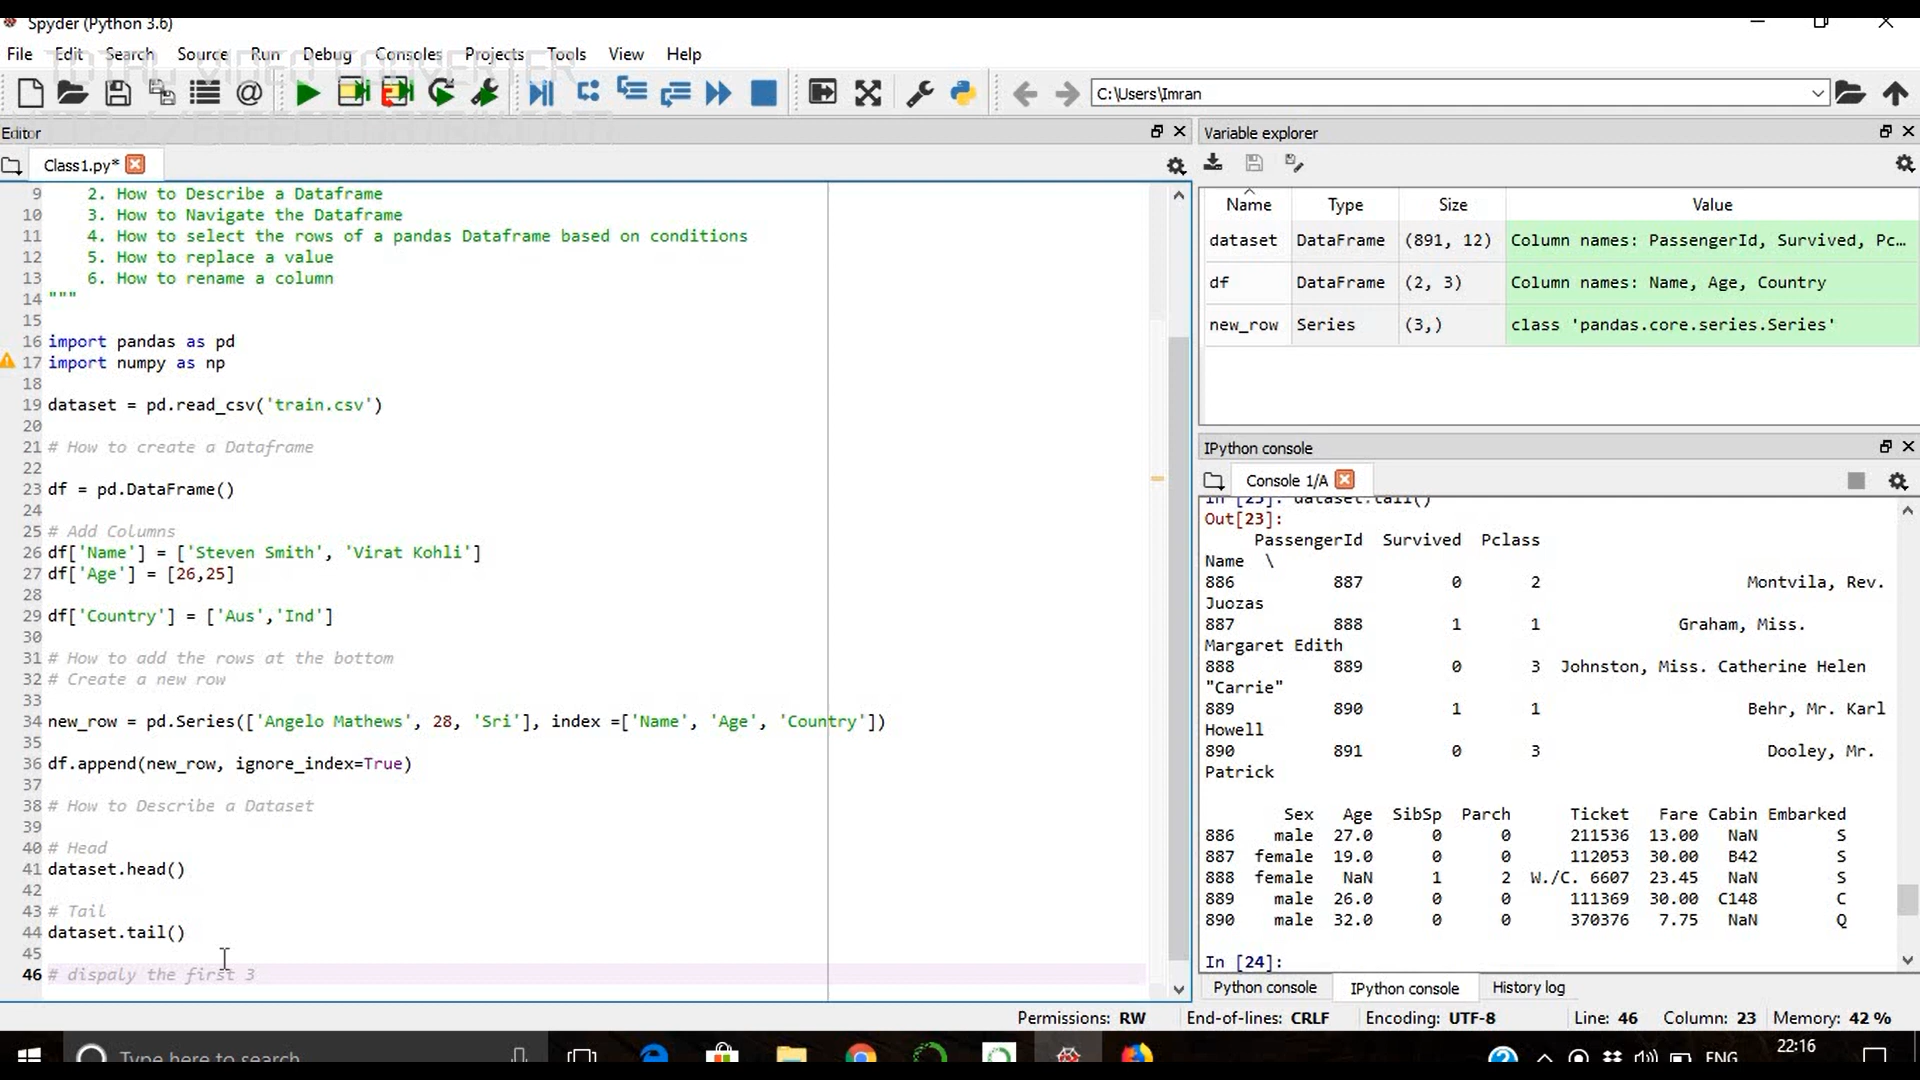 Spyder (Python 3.6)
File Edit Search Source Run Debug Consoles Projects Tools View Help
TOTAL VIDEO CONVERTER
C:\Users\Imran
Editor
Class1.py*
9 2. How to Describe a Dataframe
10 3. How to Navigate the Dataframe
11 4. How to select the rows of a pandas Dataframe based on conditions
12 5. How to replace a value
13 6. How to rename a column
14 """
15
16 import pandas as pd
17 import numpy as np
18
19 dataset = pd.read_csv('train.csv')
20
21 # How to create a Dataframe
22
23 df = pd.DataFrame()
24
25 # Add Columns
26 df['Name'] = ['Steven Smith', 'Virat Kohli']
27 df['Age'] = [26,25]
28
29 df['Country'] = ['Aus','Ind']
30
31 # How to add the rows at the bottom
32 # Create a new row
33
34 new_row = pd.Series(['Angelo Mathews', 28, 'Sri'], index =['Name', 'Age', 'Country'])
35
36 df.append(new_row, ignore_index=True)
37
38 # How to Describe a Dataset
39
40 # Head
41 dataset.head()
42
43 # Tail
44 dataset.tail()
45
46 # dispaly the first 3
Variable explorer
Name Type Size Value
dataset DataFrame (891, 12) Column names: PassengerId, Survived, Pc…
df DataFrame (2, 3) Column names: Name, Age, Country
new_row Series (3,) class 'pandas.core.series.Series'
IPython console
Console 1/A
In [23]: dataset.tail()
Out[23]:
PassengerId Survived Pclass
Name \
886 887 0 2 Montvila, Rev.
Juozas
887 888 1 1 Graham, Miss.
Margaret Edith
888 889 0 3 Johnston, Miss. Catherine Helen
"Carrie"
889 890 1 1 Behr, Mr. Karl
Howell
890 891 0 3 Dooley, Mr.
Patrick
Sex Age SibSp Parch Ticket Fare Cabin Embarked
886 male 27.0 0 0 211536 13.00 NaN S
887 female 19.0 0 0 112053 30.00 B42 S
888 female NaN 1 2 W./C. 6607 23.45 NaN S
889 male 26.0 0 0 111369 30.00 C148 C
890 male 32.0 0 0 370376 7.75 NaN Q
In [24]:
Python console IPython console History log
Permissions: RW End-of-lines: CRLF Encoding: UTF-8 Line: 46 Column: 23 Memory: 42 %
Type here to search
ENG 22:16